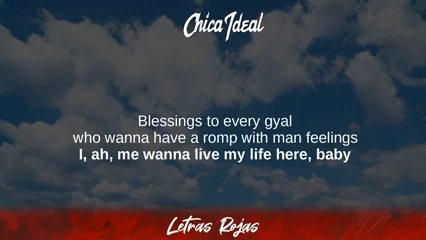 Chica Ideal
Blessings to every gyal
who wanna have a romp with man feelings
I, ah, me wanna live my life here, baby
Letras Rojas